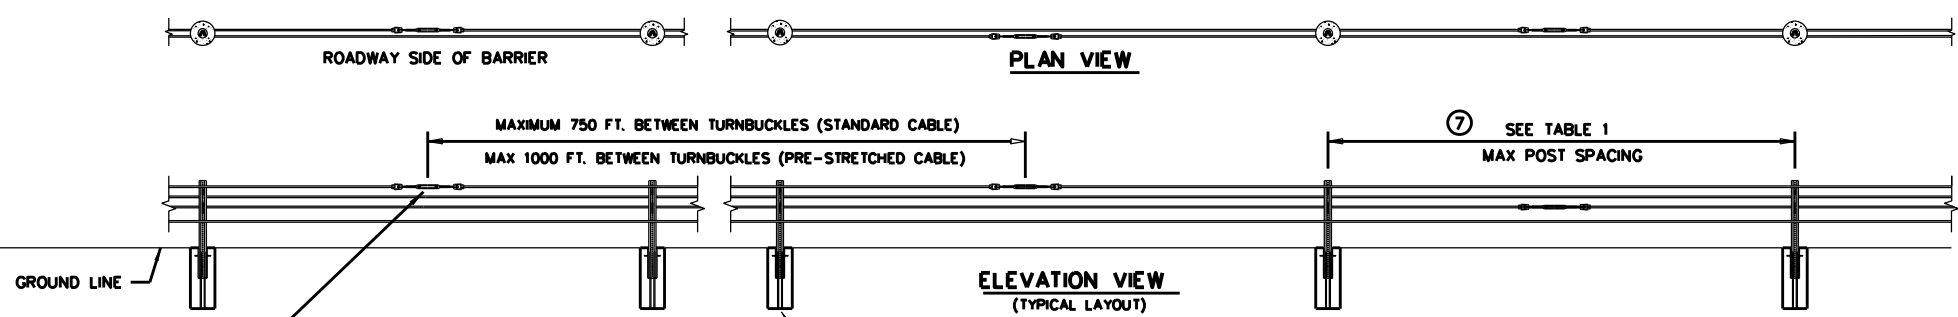 ROADWAY SIDE OF BARRIER
PLAN VIEW
MAXIMUM 750 FT. BETWEEN TURNBUCKLES (STANDARD CABLE)
MAX 1000 FT. BETWEEN TURNBUCKLES (PRE-STRETCHED CABLE)
7 SEE TABLE 1
MAX POST SPACING
GROUND LINE
ELEVATION VIEW
(TYPICAL LAYOUT)